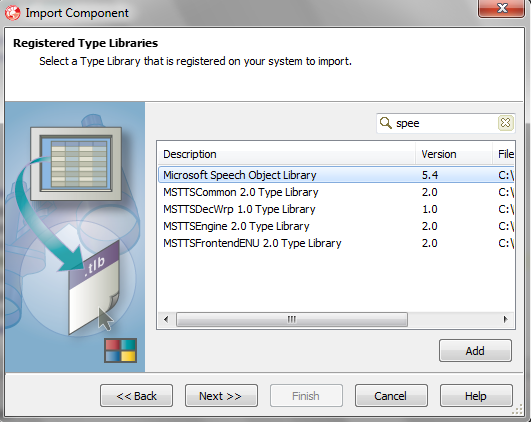 Import Component
Registered Type Libraries
Select a Type Library that is registered on your system to import.
spee
Description Version File
Microsoft Speech Object Library 5.4 C:\
MSTTSCommon 2.0 Type Library 2.0 C:\
MSTTSDecWrp 1.0 Type Library 1.0 C:\
MSTTSEngine 2.0 Type Library 2.0 C:\
MSTTSFrontendENU 2.0 Type Library 2.0 C:\
.tlb
Add
<< Back Next >> Finish Cancel Help